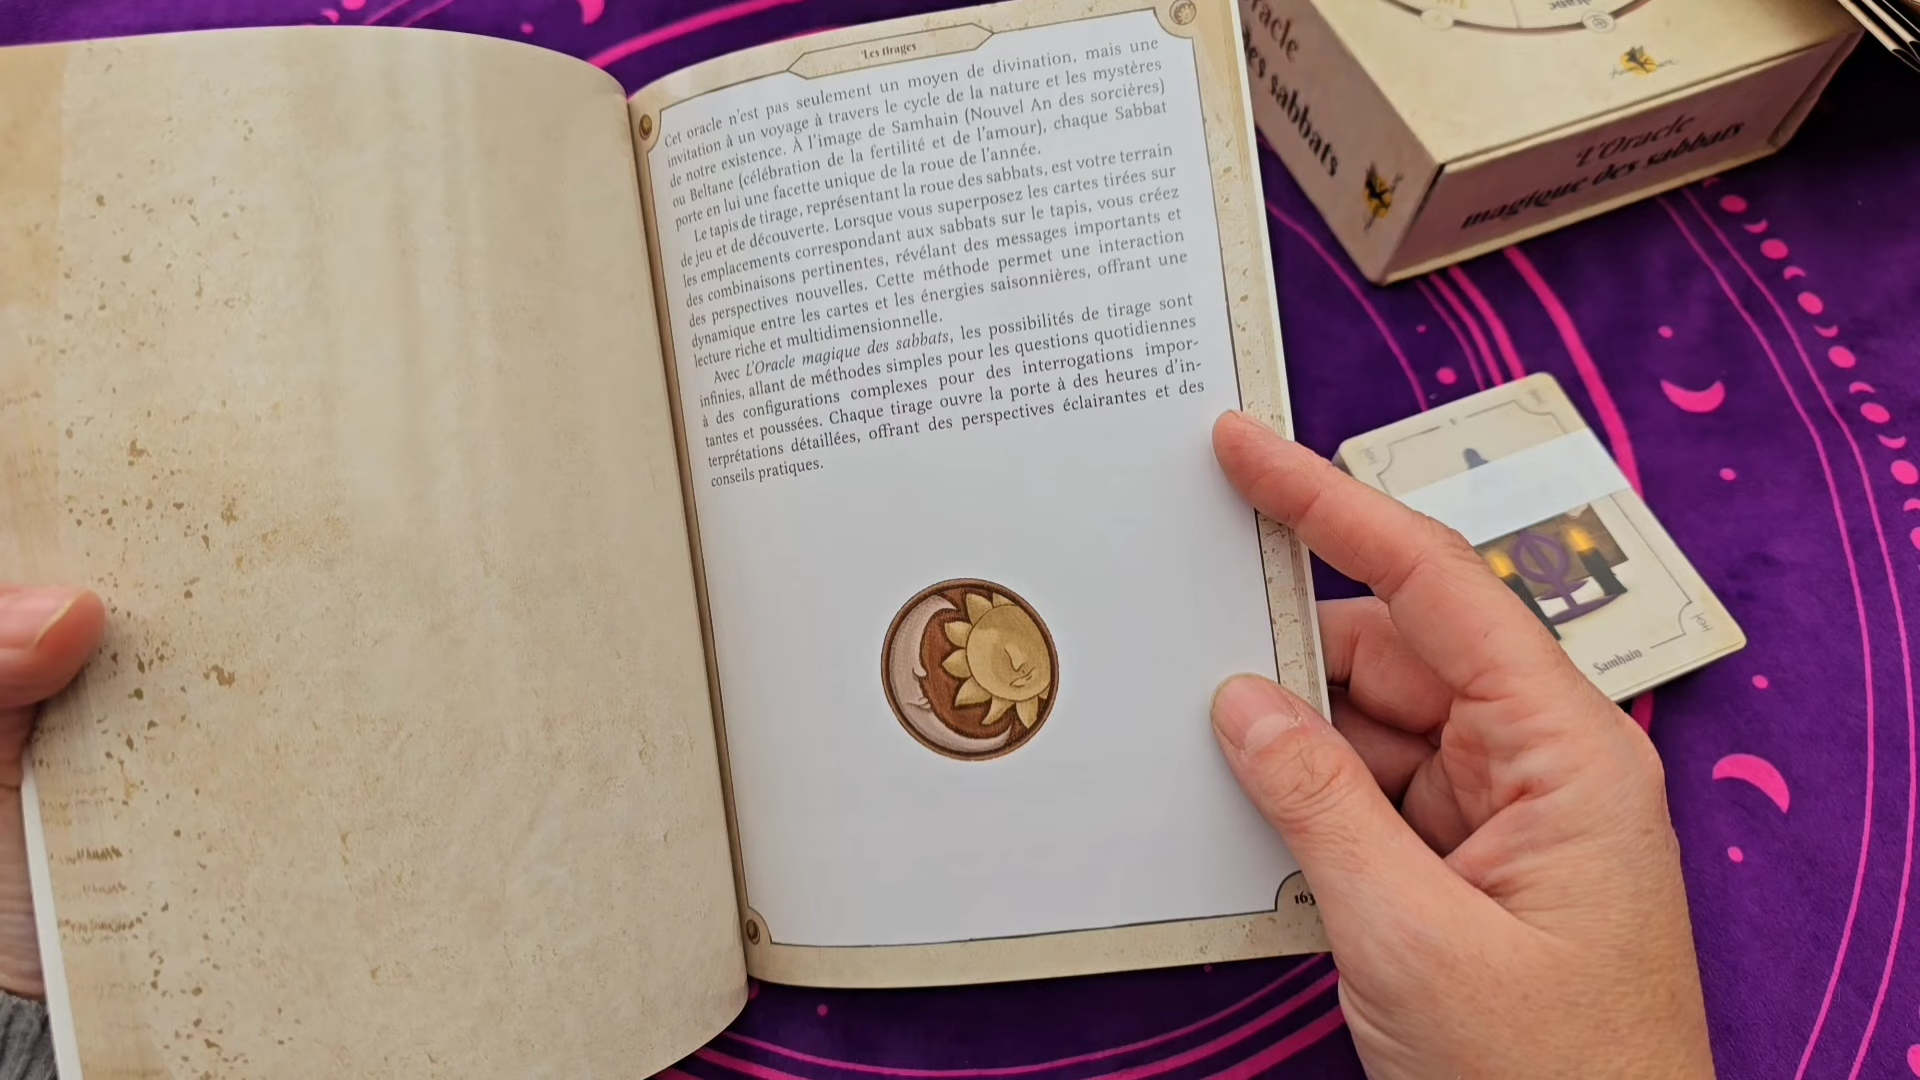 Les tirages
Cet oracle n'est pas seulement un moyen de divination, mais une
invitation à un voyage à travers le cycle de la nature et les mystères
de notre existence. À l'image de Samhain (Nouvel An des sorcières)
ou Beltane (célébration de la fertilité et de l'amour), chaque Sabbat
porte en lui une facette unique de la roue de l'année.
Le tapis de tirage, représentant la roue des sabbats, est votre terrain
de jeu et de découverte. Lorsque vous superposez les cartes tirées sur
les emplacements correspondant aux sabbats sur le tapis, vous créez
des combinaisons pertinentes, révélant des messages importants et
des perspectives nouvelles. Cette méthode permet une interaction
dynamique entre les cartes et les énergies saisonnières, offrant une
lecture riche et multidimensionnelle.
Avec L'Oracle magique des sabbats, les possibilités de tirage sont
infinies, allant de méthodes simples pour les questions quotidiennes
à des configurations complexes pour des interrogations impor-
tantes et poussées. Chaque tirage ouvre la porte à des heures d'in-
terprétations détaillées, offrant des perspectives éclairantes et des
conseils pratiques.
163
des sabbats
L'Oracle
magique des sabbats
Samhain